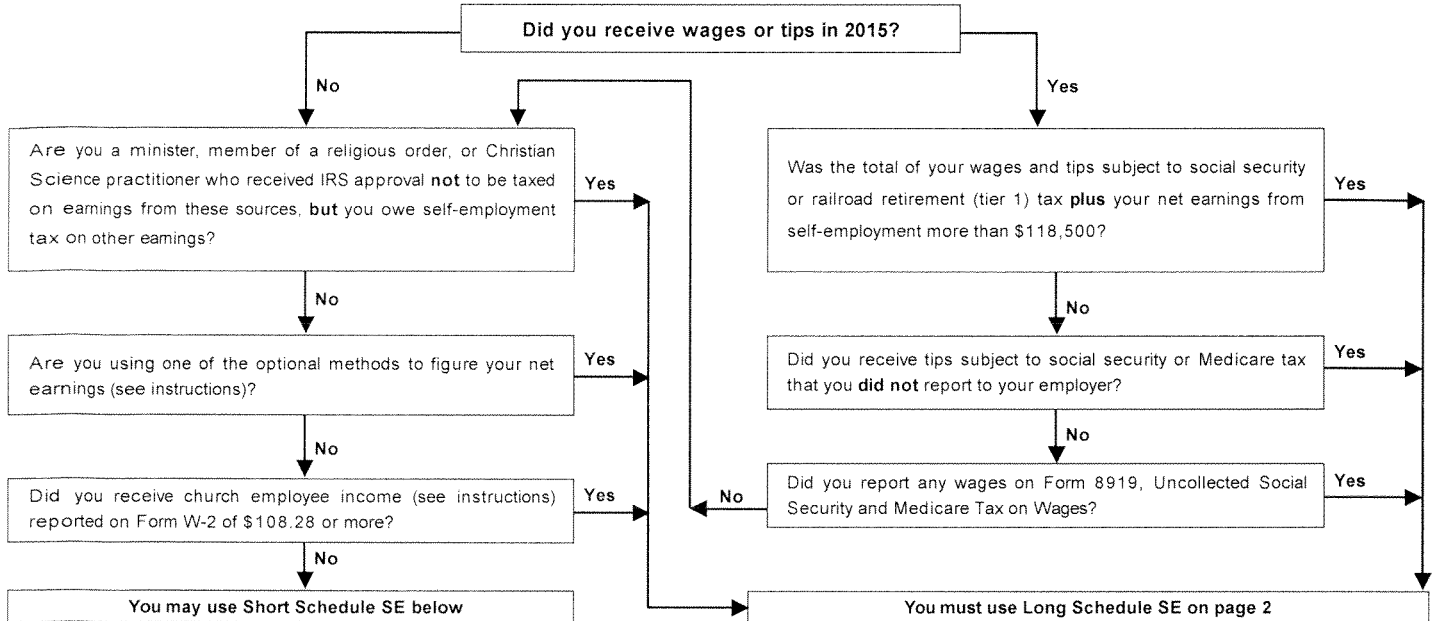 Did you receive wages or tips in 2015?
No
Yes
Are you a minister, member of a religious order, or Christian
Science practitioner who received IRS approval not to be taxed
on earnings from these sources, but you owe self-employment
tax on other earnings?
Yes
Was the total of your wages and tips subject to social security
or railroad retirement (tier 1) tax plus your net earnings from
self-employment more than $118,500?
Yes
No
No
Are you using one of the optional methods to figure your net
earnings (see instructions)?
Yes
Did you receive tips subject to social security or Medicare tax
that you did not report to your employer?
Yes
No
No
Did you receive church employee income (see instructions)
reported on Form W-2 of $108.28 or more?
Yes
No
Did you report any wages on Form 8919, Uncollected Social
Security and Medicare Tax on Wages?
Yes
No
You may use Short Schedule SE below
You must use Long Schedule SE on page 2